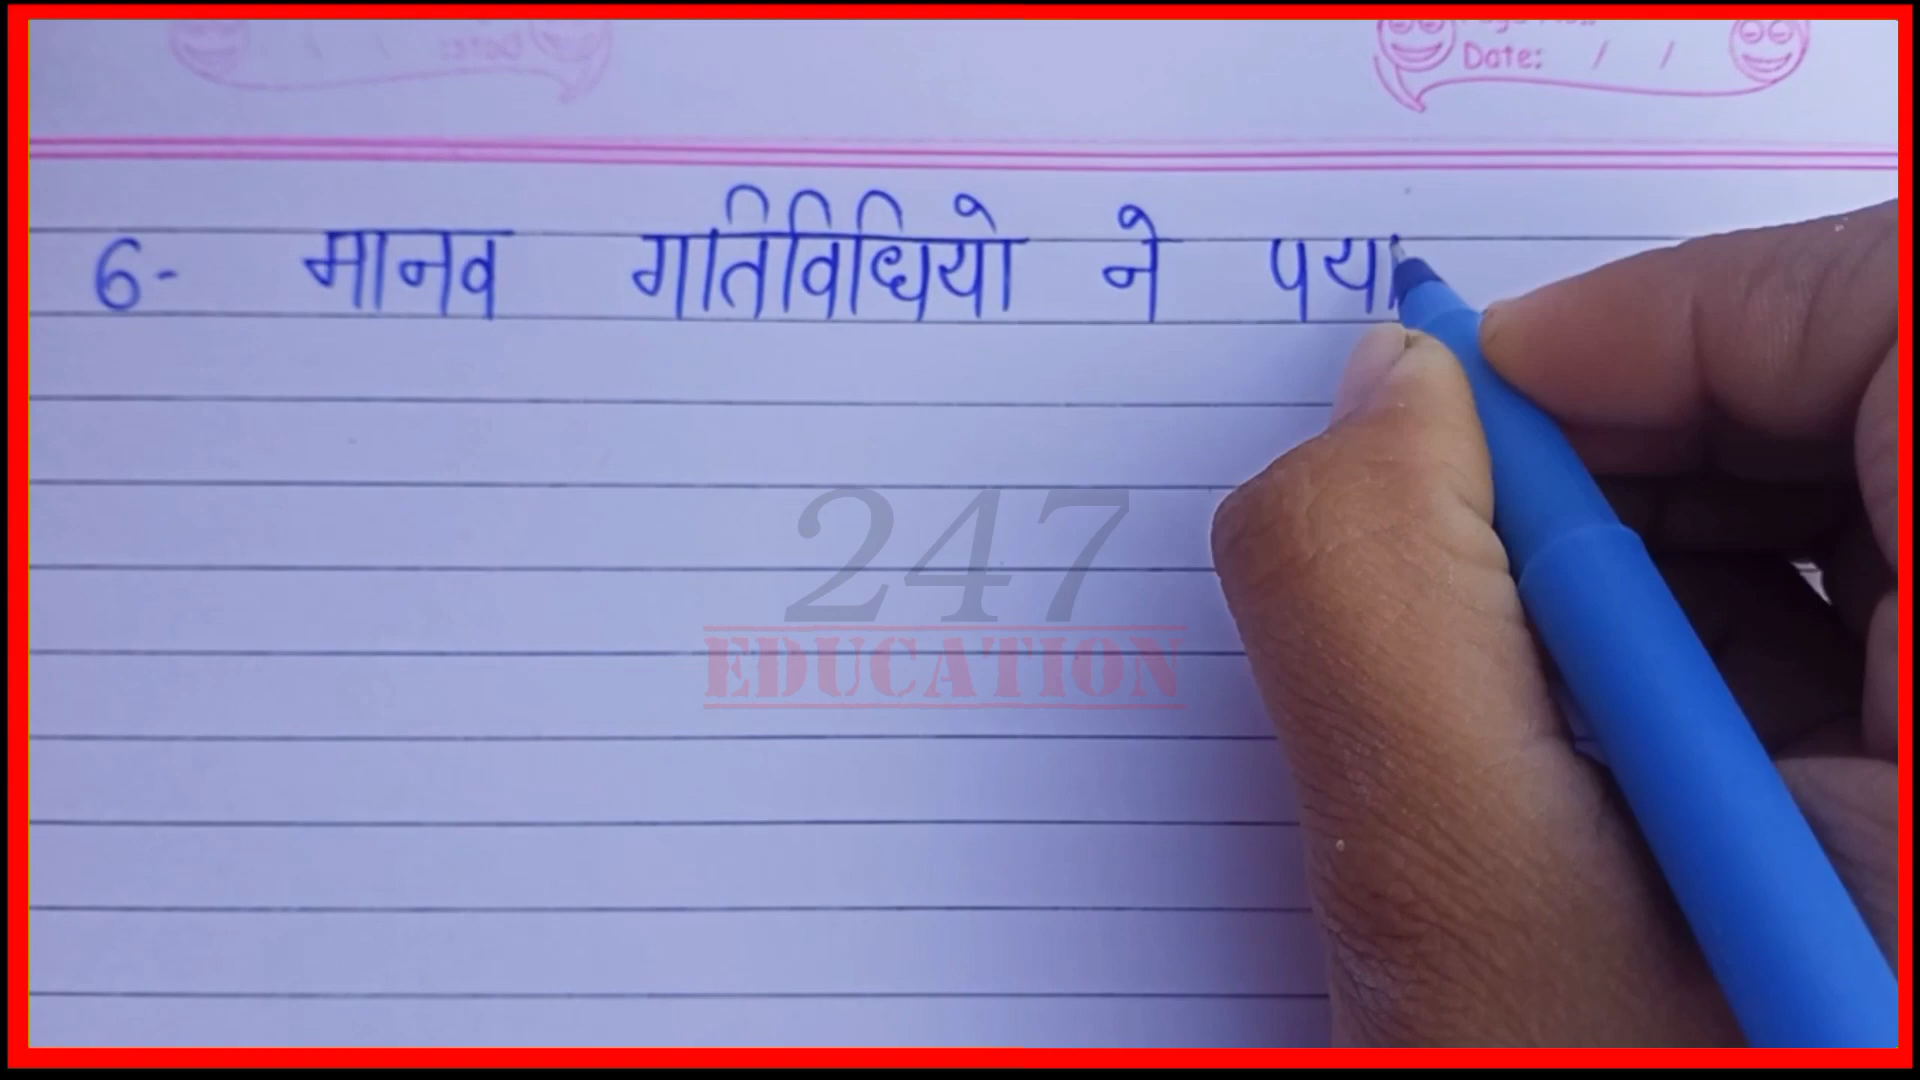 Date: / /
6- मानव गतिविधियो ने पया
247
EDUCATION